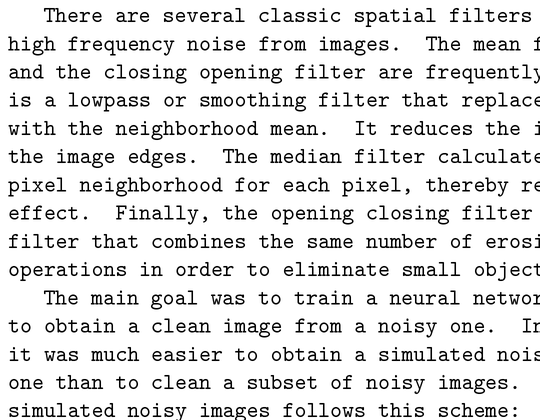 There are several classic spatial filters
high frequency noise from images. The mean f
and the closing opening filter are frequently
is a lowpass or smoothing filter that replace
with the neighborhood mean. It reduces the i
the image edges. The median filter calculate
pixel neighborhood for each pixel, thereby re
effect. Finally, the opening closing filter
filter that combines the same number of erosi
operations in order to eliminate small object
The main goal was to train a neural networ
to obtain a clean image from a noisy one. In
it was much easier to obtain a simulated nois
one than to clean a subset of noisy images.
simulated noisy images follows this scheme: